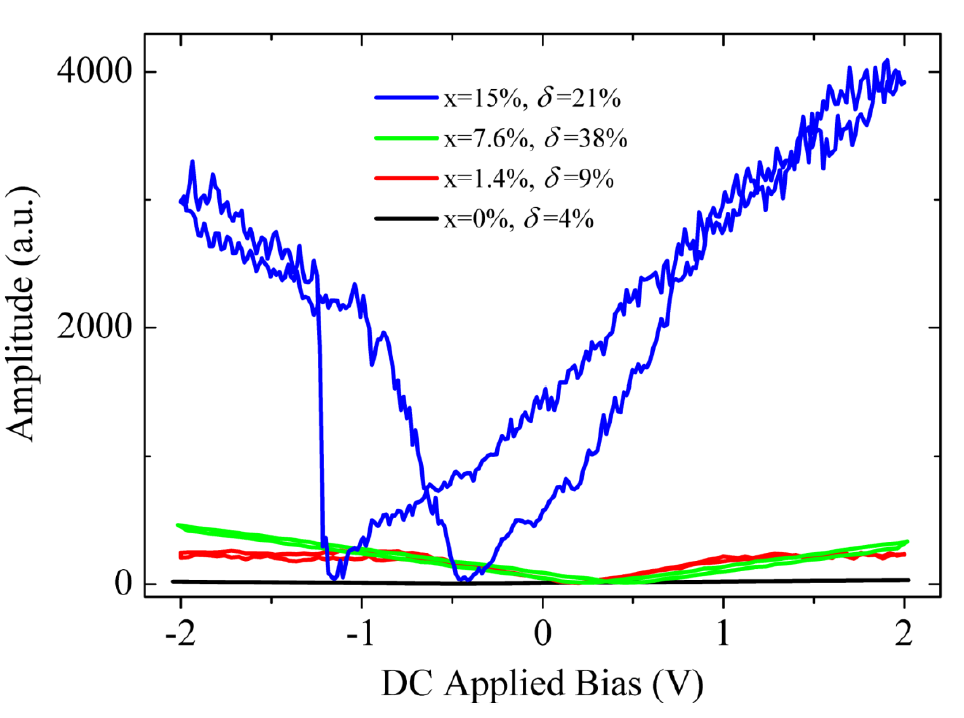 4000
2000
0
Amplitude (a.u.)
x=15%, δ=21%
x=7.6%, δ=38%
x=1.4%, δ=9%
x=0%, δ=4%
-2 -1 0 1 2
DC Applied Bias (V)